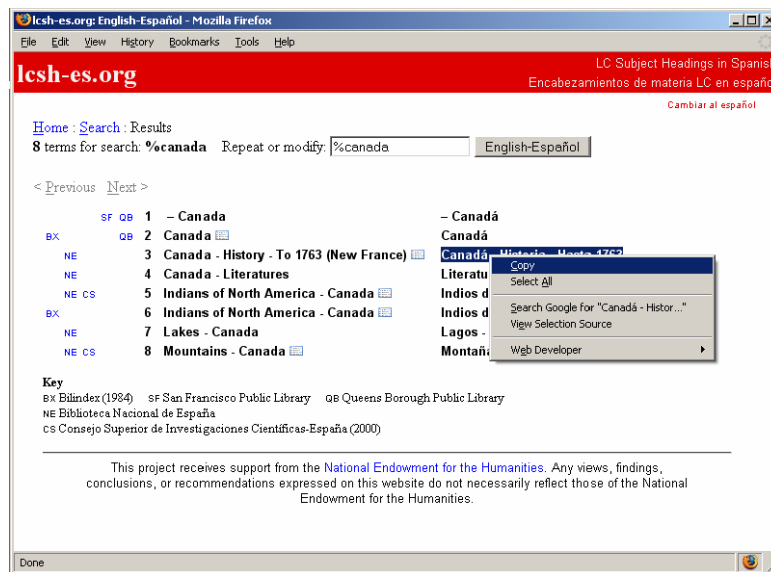 lcsh-es.org: English-Español - Mozilla Firefox
File Edit View History Bookmarks Tools Help
lcsh-es.org
LC Subject Headings in Spanish
Encabezamientos de materia LC en español
Cambiar al español
Home : Search : Results
8 terms for search: %canada Repeat or modify: %canada English-Español
< Previous Next >
SF QB 1 – Canada – Canadá
BX QB 2 Canada Canadá
NE 3 Canada - History - To 1763 (New France) Canadá - Historia - Hasta 1763
NE 4 Canada - Literatures Literatu
NE CS 5 Indians of North America - Canada Indios d
BX 6 Indians of North America - Canada Indios d
NE 7 Lakes - Canada Lagos -
NE CS 8 Mountains - Canada Montaña
Copy
Select All
Search Google for "Canadá - Histor..."
View Selection Source
Web Developer
Key
BX Bilindex (1984) SF San Francisco Public Library QB Queens Borough Public Library
NE Biblioteca Nacional de España
CS Consejo Superior de Investigaciones Científicas-España (2000)
This project receives support from the National Endowment for the Humanities. Any views, findings,
conclusions, or recommendations expressed on this website do not necessarily reflect those of the National
Endowment for the Humanities.
Done